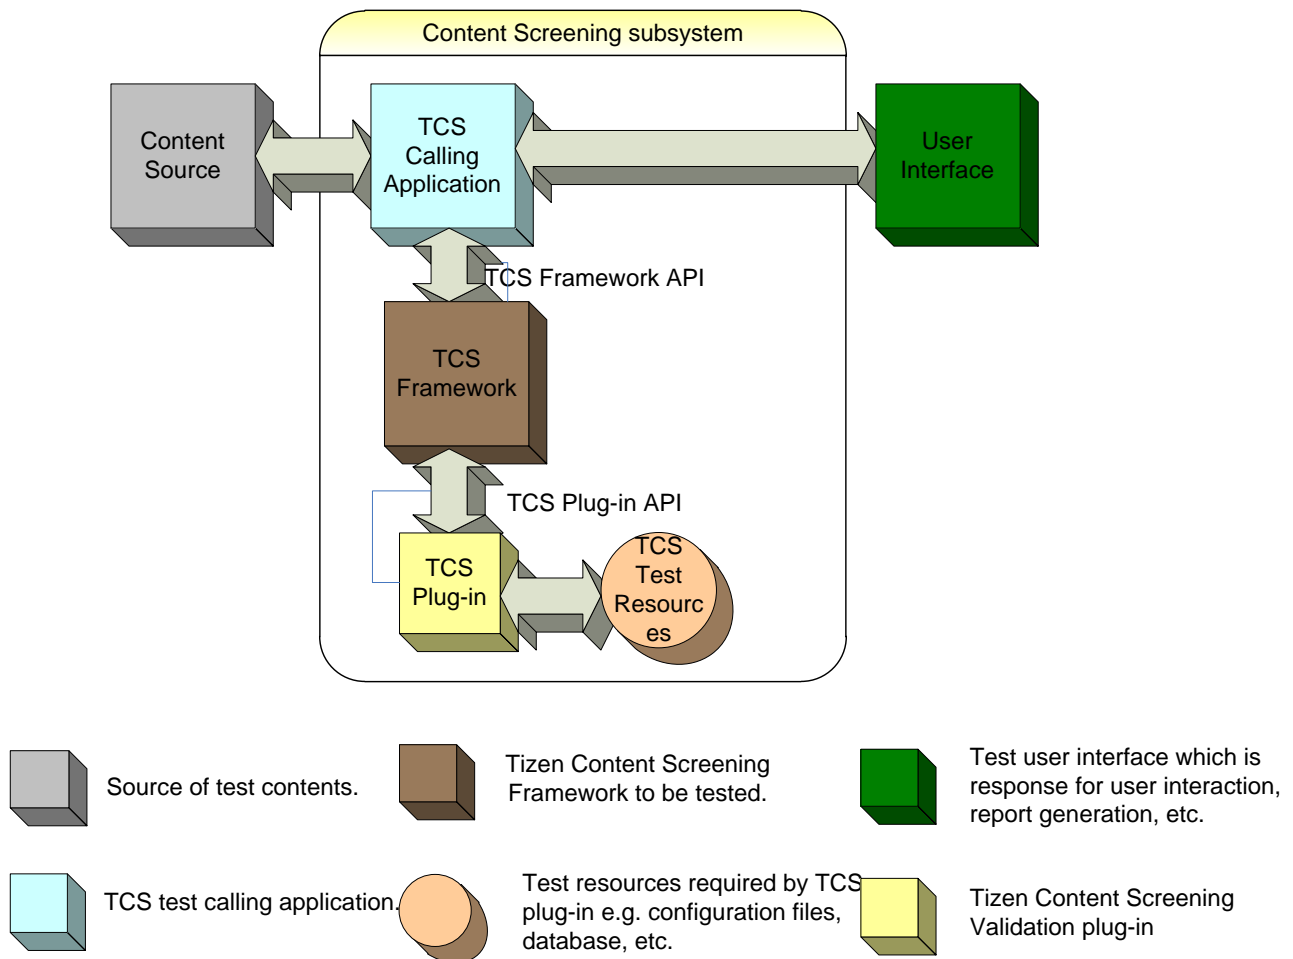 Content Screening subsystem
Content
Source
TCS
Calling
Application
User
Interface
TCS Framework API
TCS
Framework
TCS Plug-in API
TCS
Plug-in
TCS
Test
Resourc
es
Source of test contents.
Tizen Content Screening
Framework to be tested.
Test user interface which is
response for user interaction,
report generation, etc.
TCS test calling application.
Test resources required by TCS
plug-in e.g. configuration files,
database, etc.
Tizen Content Screening
Validation plug-in